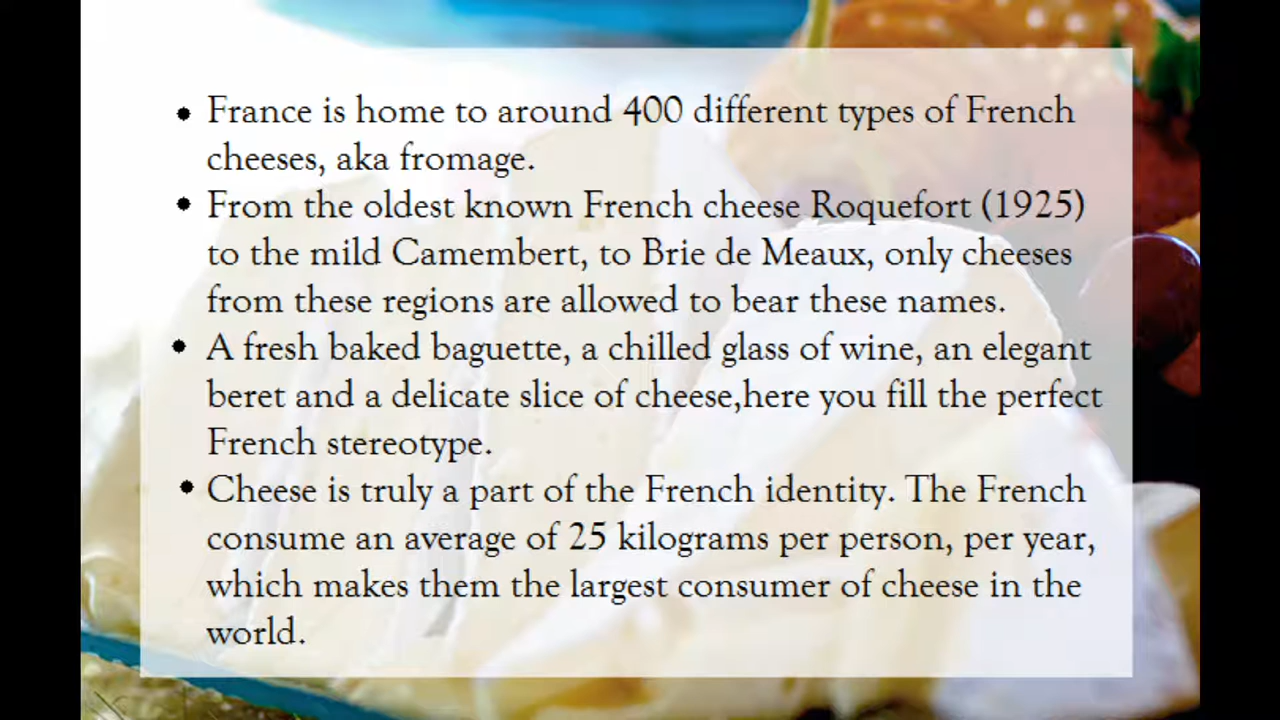 • France is home to around 400 different types of French
cheeses, aka fromage.
• From the oldest known French cheese Roquefort (1925)
to the mild Camembert, to Brie de Meaux, only cheeses
from these regions are allowed to bear these names.
• A fresh baked baguette, a chilled glass of wine, an elegant
beret and a delicate slice of cheese,here you fill the perfect
French stereotype.
• Cheese is truly a part of the French identity. The French
consume an average of 25 kilograms per person, per year,
which makes them the largest consumer of cheese in the
world.